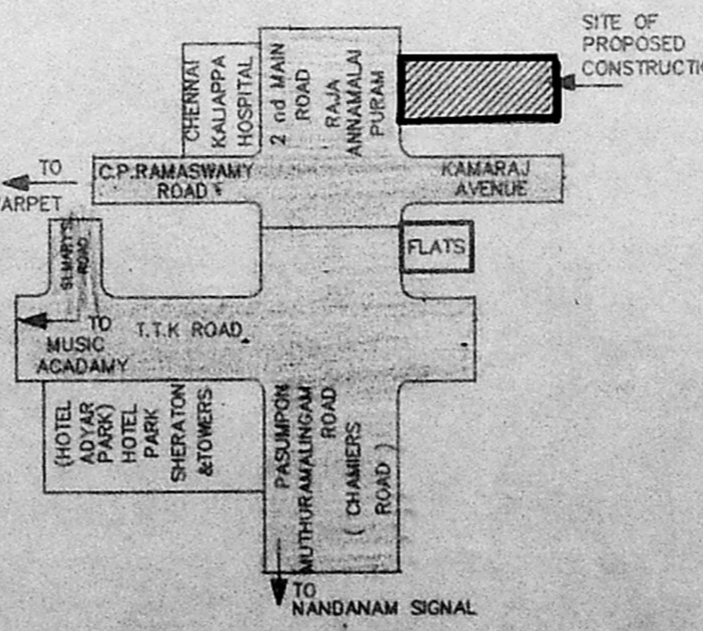 SITE OF
PROPOSED
CONSTRUCTI
CHENNAI
KALIAPPA
HOSPITAL
2 nd MAIN
ROAD
RAJA
ANNAMALAI
PURAM
TO
ARPET
C.P.RAMASWAMY
ROAD
KAMARAJ
AVENUE
ST.MARY'S
ROAD
FLATS
TO
MUSIC
ACADAMY
T.T.K ROAD
(HOTEL
ADYAR
PARK)
HOTEL
PARK
SHERATON
&TOWERS
PASUMPON
MUTHURAMALINGAM
ROAD
( CHAMIERS
ROAD )
TO
NANDANAM SIGNAL